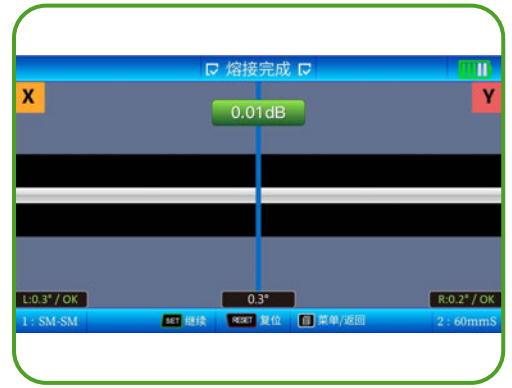 熔接完成
X
Y
0.01dB
L:0.3° / OK
0.3°
R:0.2° / OK
1 : SM-SM
SET 继续
RESET 复位
菜单/返回
2 : 60mmS